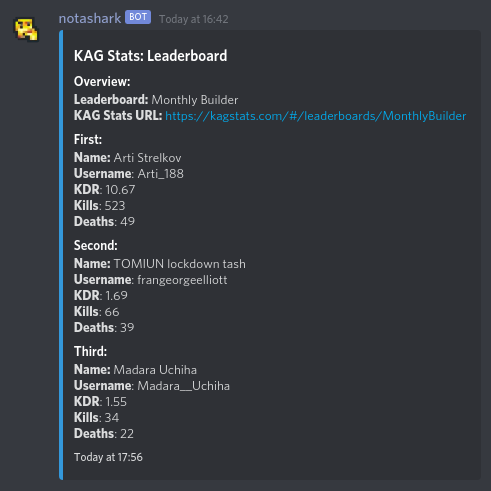 notashark BOT Today at 16:42
KAG Stats: Leaderboard
Overview:
Leaderboard: Monthly Builder
KAG Stats URL: https://kagstats.com/#/leaderboards/MonthlyBuilder
First:
Name: Arti Strelkov
Username: Arti_188
KDR: 10.67
Kills: 523
Deaths: 49
Second:
Name: TOMIUN lockdown tash
Username: frangeorgeelliott
KDR: 1.69
Kills: 66
Deaths: 39
Third:
Name: Madara Uchiha
Username: Madara__Uchiha
KDR: 1.55
Kills: 34
Deaths: 22
Today at 17:56